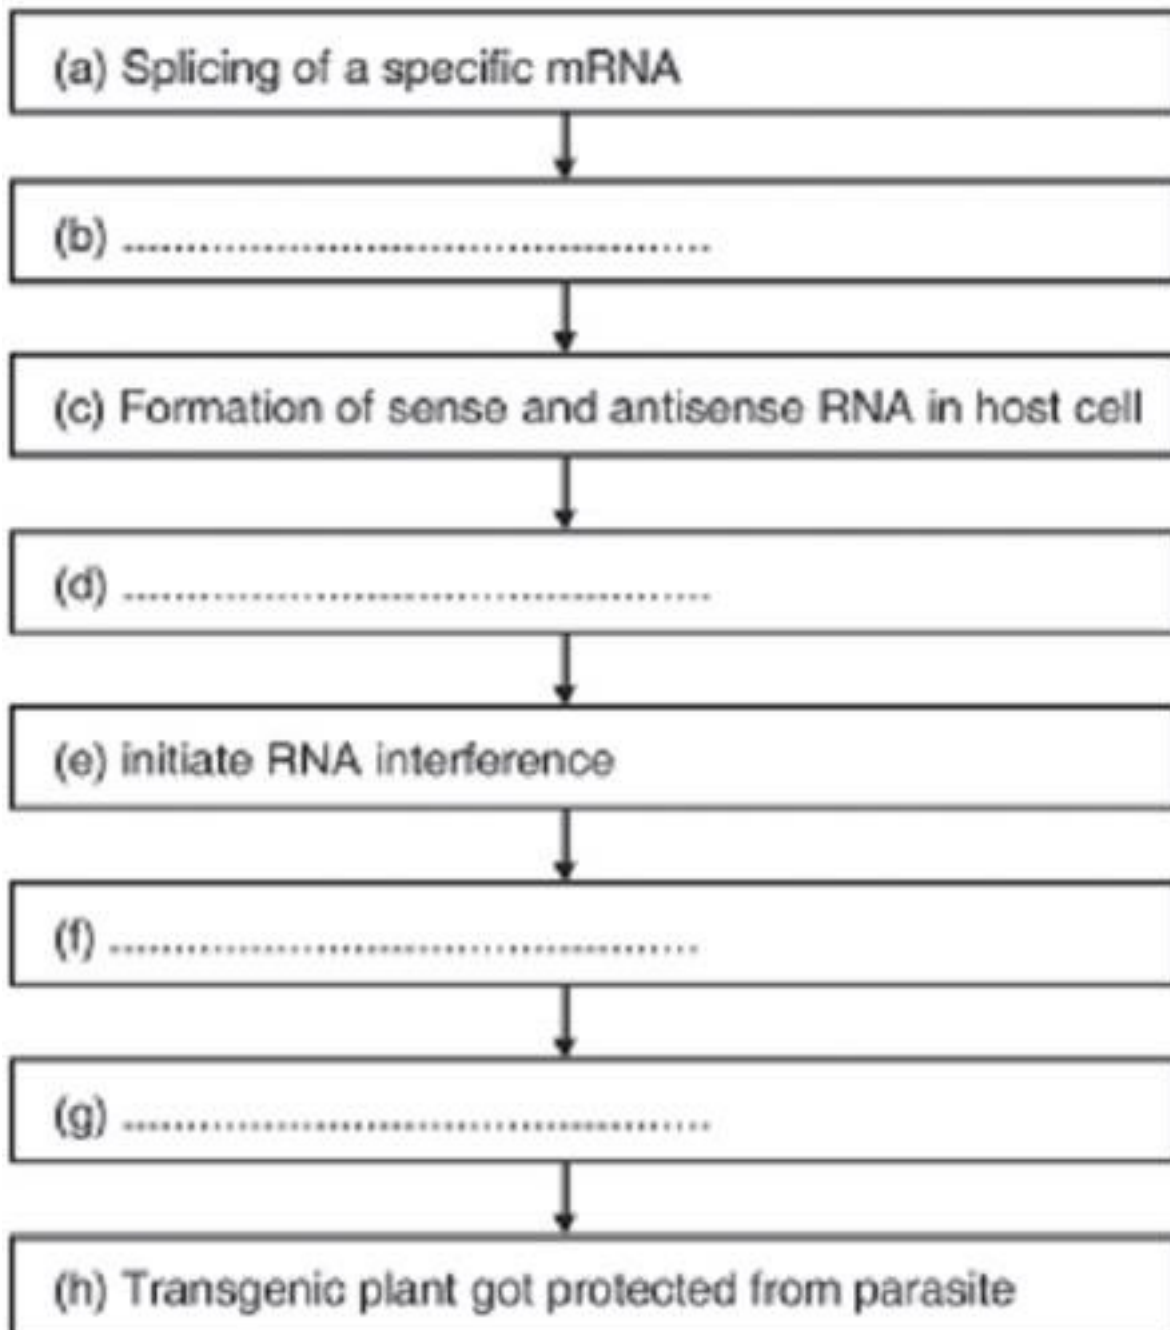 (a) Splicing of a specific mRNA
(b) ................................................
(c) Formation of sense and antisense RNA in host cell
(d) ................................................
(e) initiate RNA interference
(f) ................................................
(g) ................................................
(h) Transgenic plant got protected from parasite